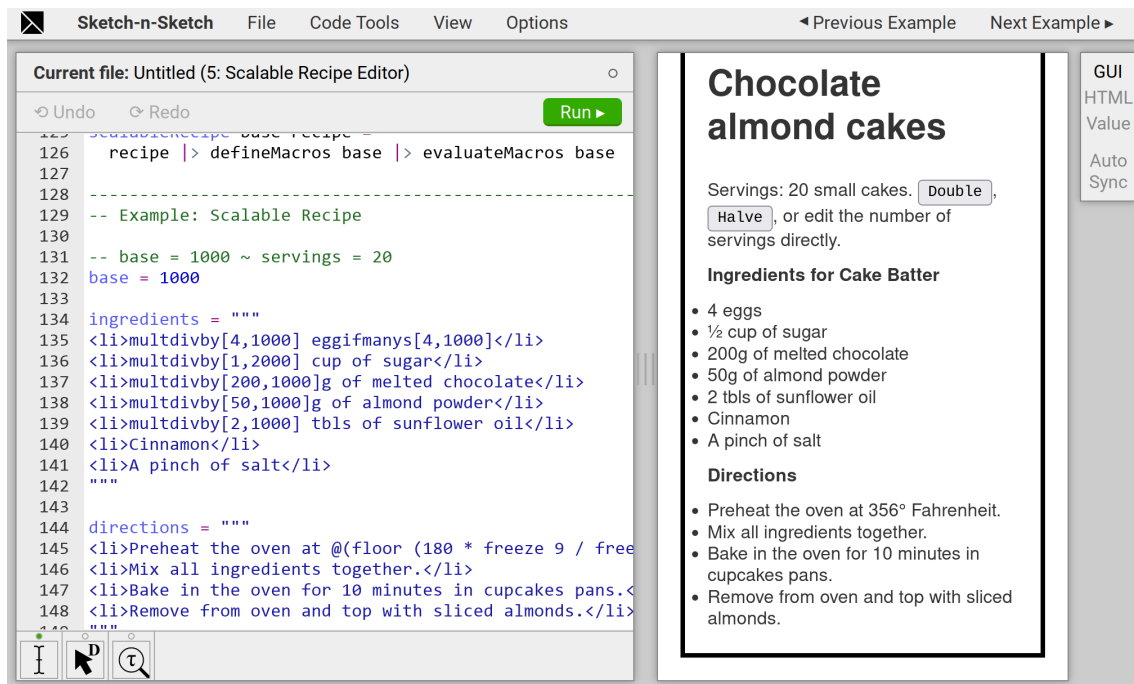 Sketch-n-Sketch File Code Tools View Options ◂ Previous Example Next Example ▸
Current file: Untitled (5: Scalable Recipe Editor)
⟲ Undo ⟳ Redo Run ▸
125 scalableRecipe base recipe =
126 recipe |> defineMacros base |> evaluateMacros base
127
128 ------------------------------------------------------
129 -- Example: Scalable Recipe
130
131 -- base = 1000 ~ servings = 20
132 base = 1000
133
134 ingredients = """
135 <li>multdivby[4,1000] eggifmanys[4,1000]</li>
136 <li>multdivby[1,2000] cup of sugar</li>
137 <li>multdivby[200,1000]g of melted chocolate</li>
138 <li>multdivby[50,1000]g of almond powder</li>
139 <li>multdivby[2,1000] tbls of sunflower oil</li>
140 <li>Cinnamon</li>
141 <li>A pinch of salt</li>
142 """
143
144 directions = """
145 <li>Preheat the oven at @(floor (180 * freeze 9 / free
146 <li>Mix all ingredients together.</li>
147 <li>Bake in the oven for 10 minutes in cupcakes pans.<
148 <li>Remove from oven and top with sliced almonds.</li>
149 """
D
τ
Chocolate
almond cakes
Servings: 20 small cakes. Double ,
Halve , or edit the number of
servings directly.
Ingredients for Cake Batter
• 4 eggs
• ½ cup of sugar
• 200g of melted chocolate
• 50g of almond powder
• 2 tbls of sunflower oil
• Cinnamon
• A pinch of salt
Directions
• Preheat the oven at 356° Fahrenheit.
• Mix all ingredients together.
• Bake in the oven for 10 minutes in
cupcakes pans.
• Remove from oven and top with sliced
almonds.
GUI
HTML
Value
Auto
Sync